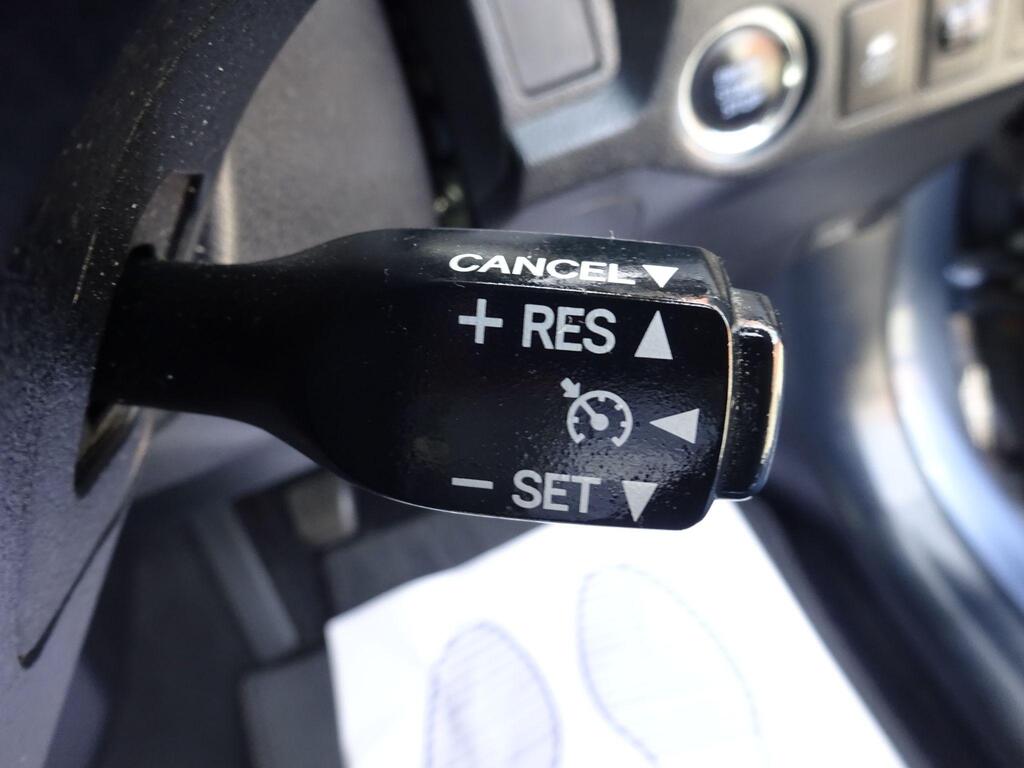 CANCEL▼
+ RES ▲
◀
− SET ▼